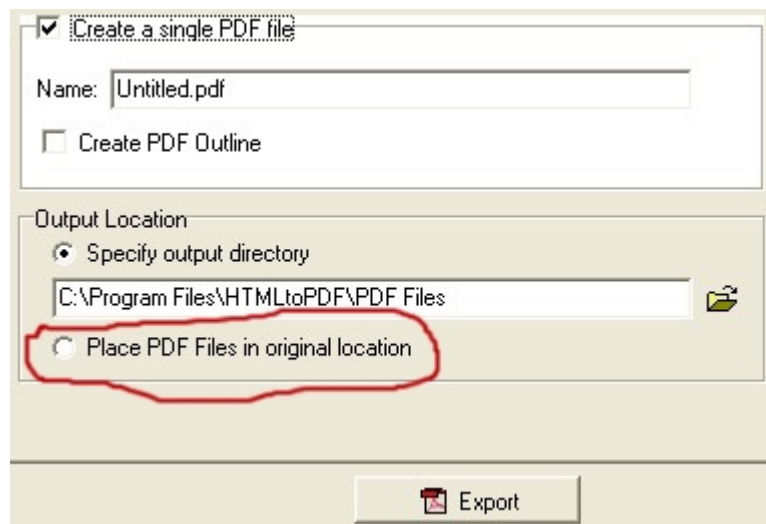 Create a single PDF file
Name: Untitled.pdf
Create PDF Outline
Output Location
Specify output directory
C:\Program Files\HTMLtoPDF\PDF Files
Place PDF Files in original location
Export